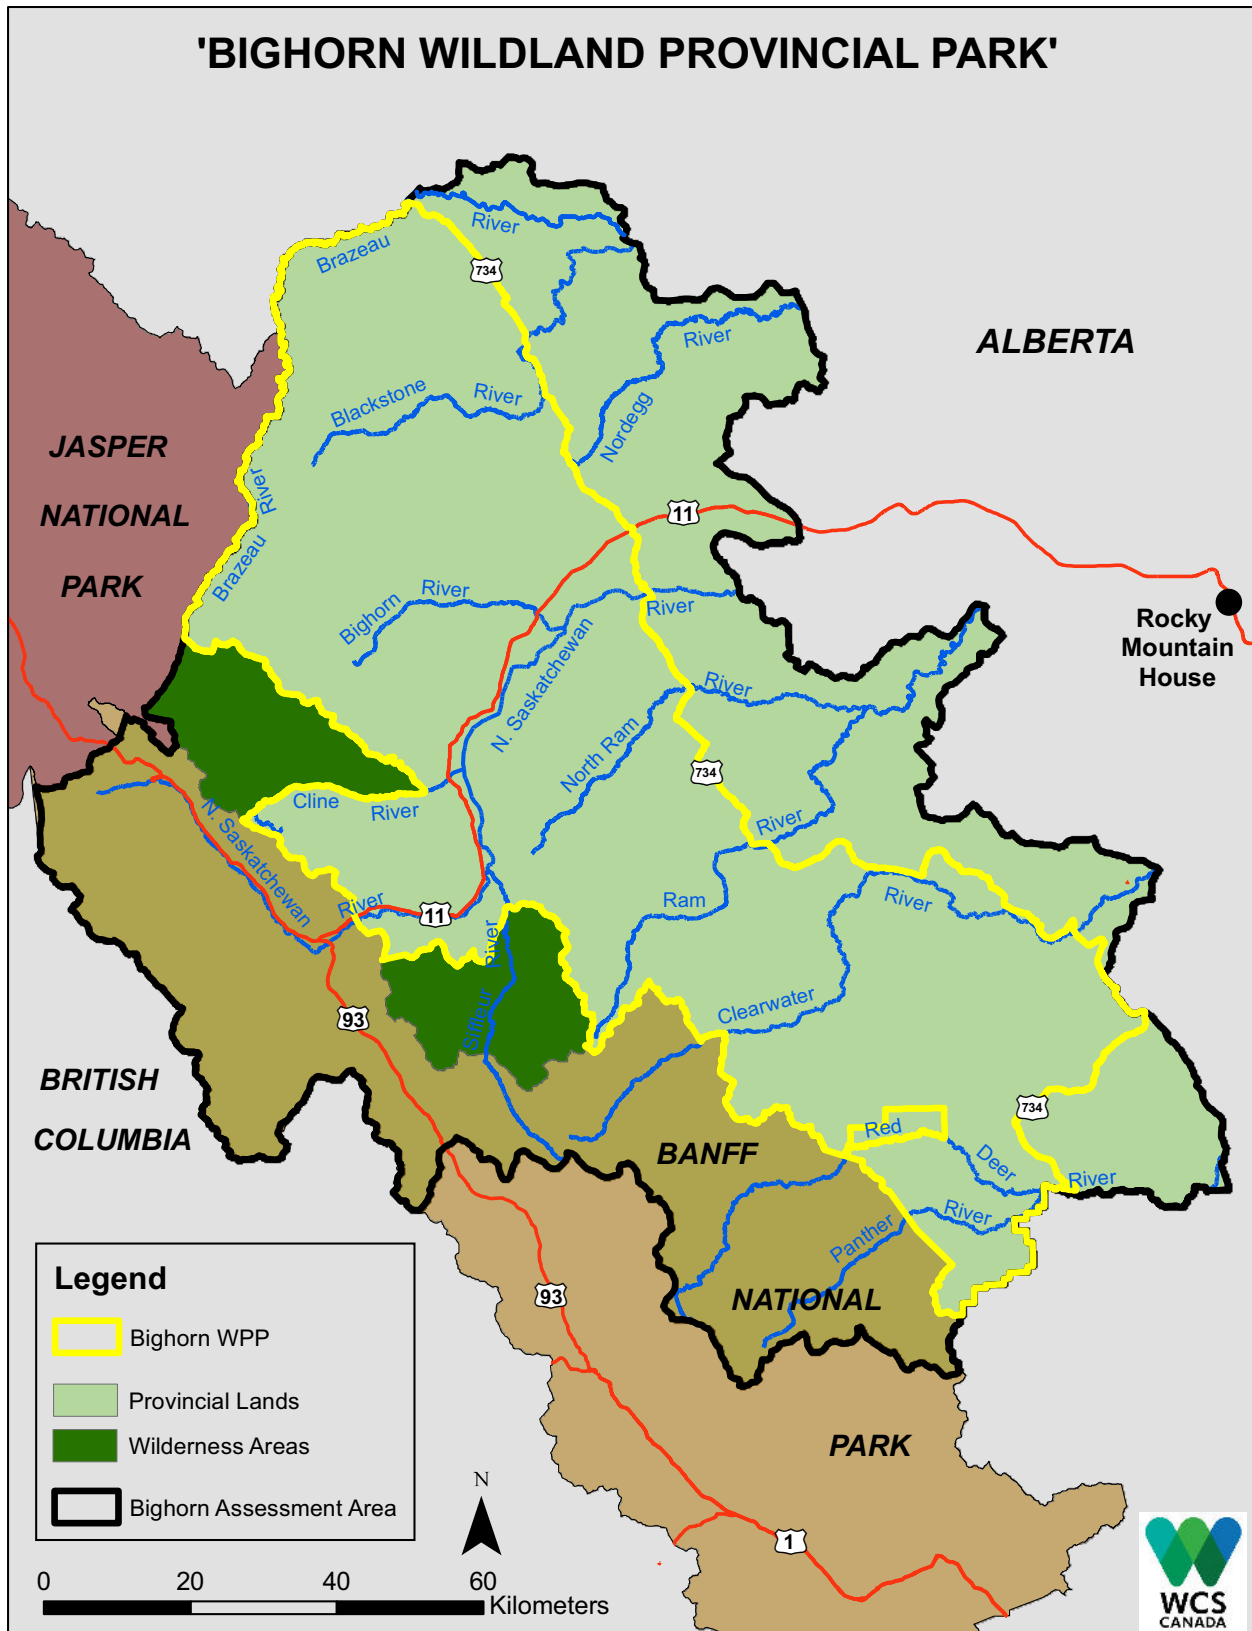 'BIGHORN WILDLAND PROVINCIAL PARK'
River
Brazeau
734
River
ALBERTA
Blackstone
River
Nordegg
JASPER
NATIONAL
PARK
River
Brazeau
11
Bighorn
River
River
N. Saskatchewan
Rocky
Mountain
House
River
North Ram
734
Cline
River
River
N. Saskatchewan
River
11
Ram
River
River
Siffleur
Clearwater
93
BRITISH
COLUMBIA
734
Red
Deer
River
BANFF
Panther
River
NATIONAL
93
PARK
1
Legend
Bighorn WPP
Provincial Lands
Wilderness Areas
Bighorn Assessment Area
N
0 20 40 60
Kilometers
WCS
CANADA